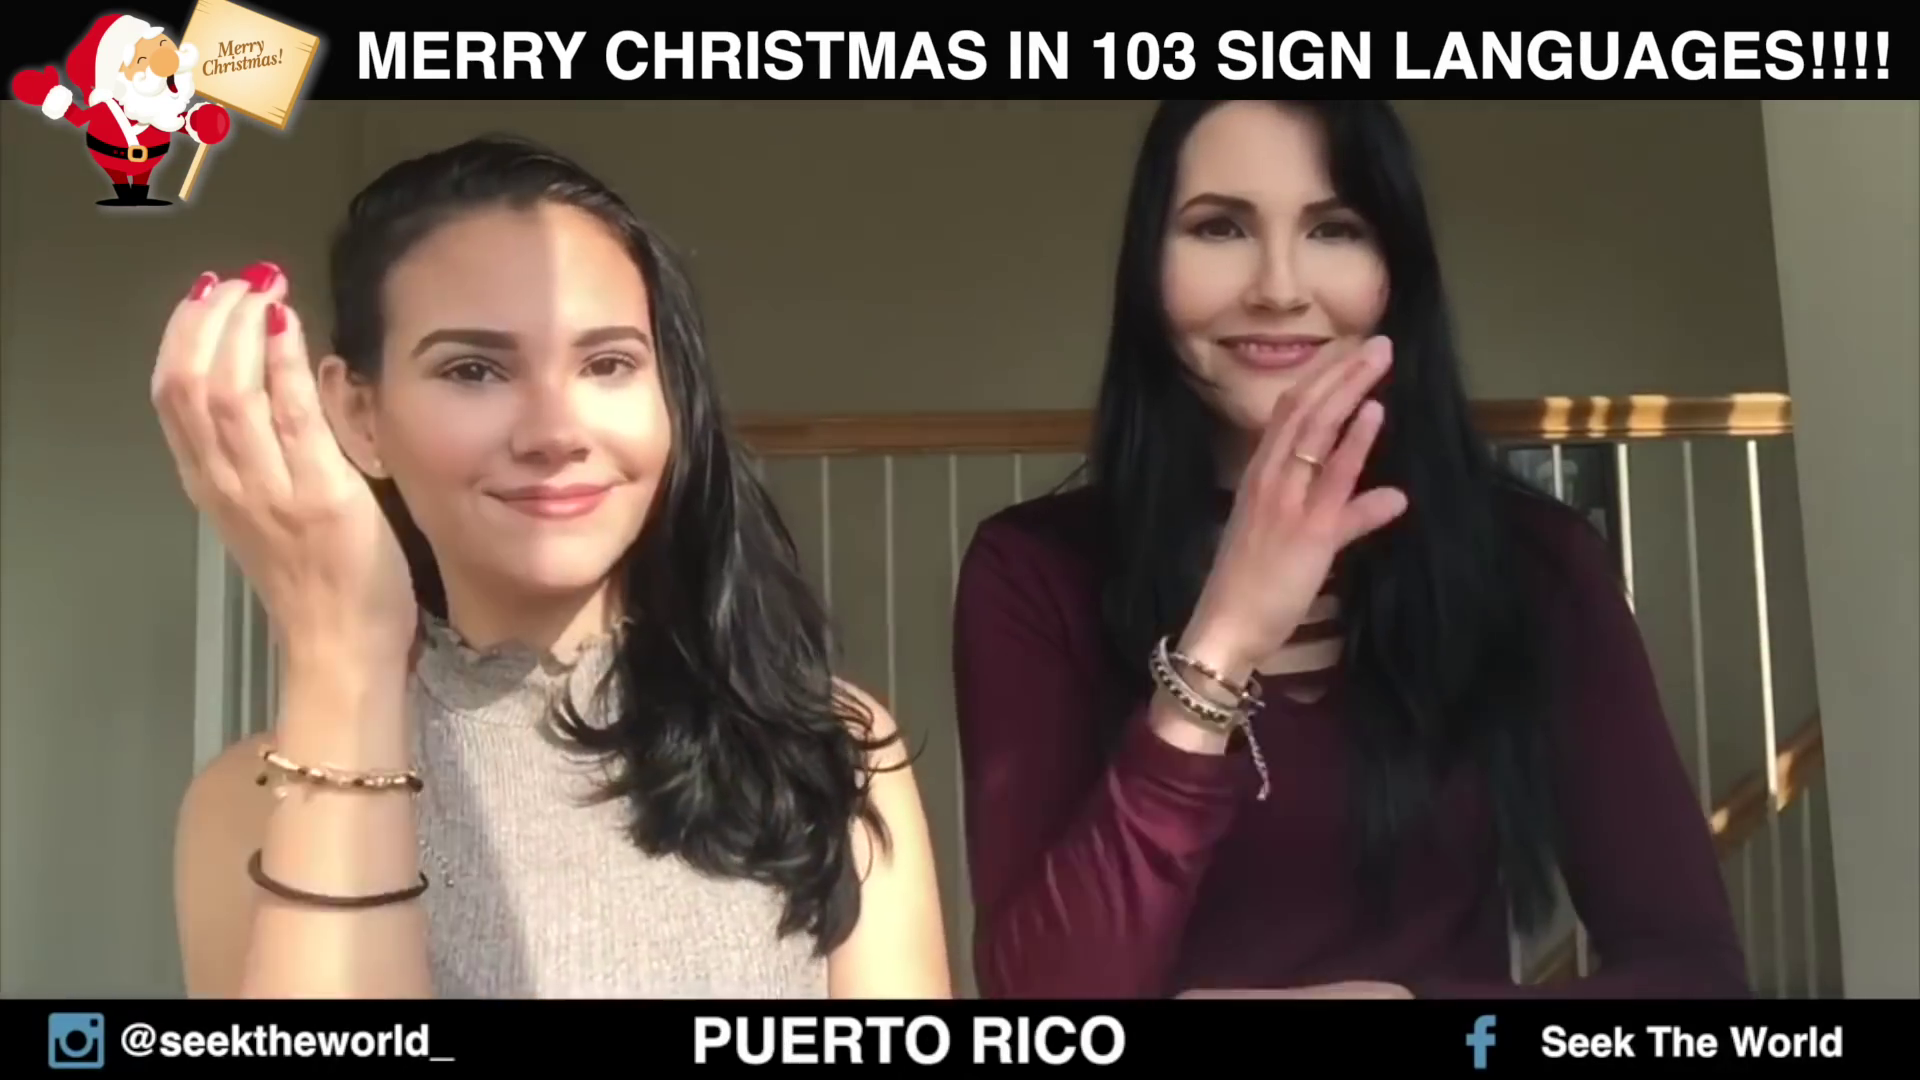 Merry
Christmas!
MERRY CHRISTMAS IN 103 SIGN LANGUAGES!!!!
@seektheworld_
PUERTO RICO
Seek The World